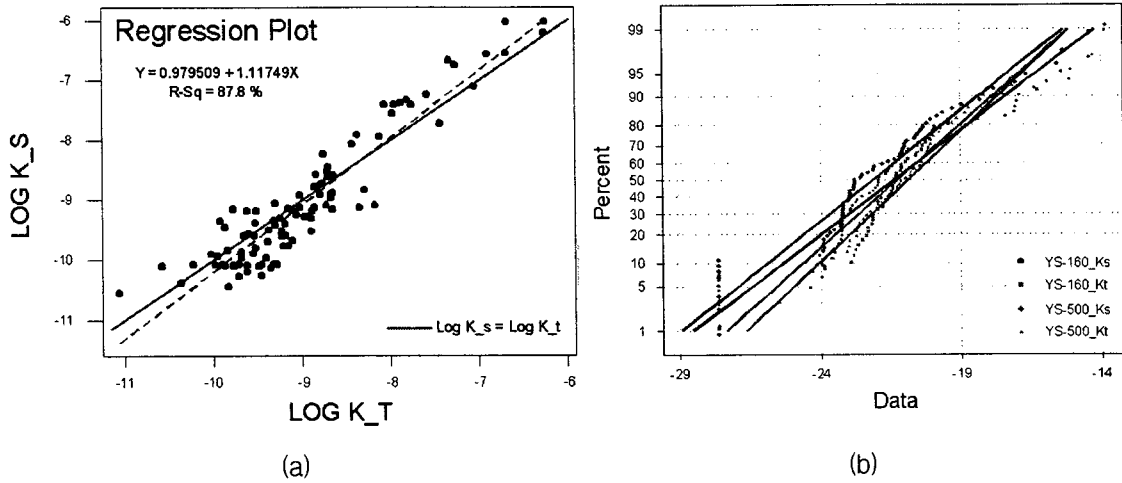 Regression Plot
Y = 0.979509 + 1.11749X
R-Sq = 87.8 %
LOG K_S
-6
-7
-8
-9
-10
-11
Log K_s = Log K_t
-11 -10 -9 -8 -7 -6
LOG K_T
(a)
Percent
99
95
90
80
70
60
50
40
30
20
10
5
1
YS-160_Ks
YS-160_Kt
YS-500_Ks
YS-500_Kt
-29 -24 -19 -14
Data
(b)